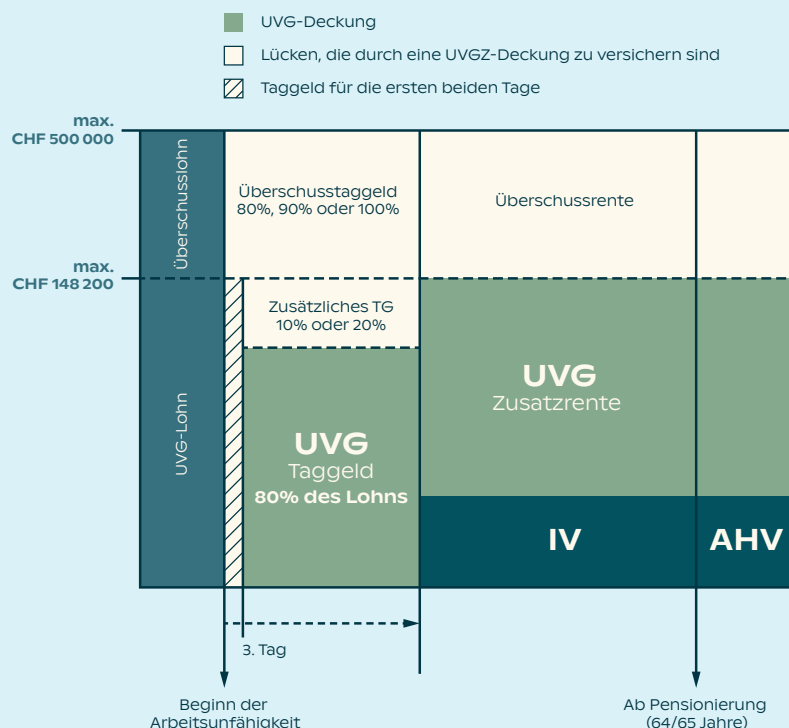 UVG-Deckung
Lücken, die durch eine UVGZ-Deckung zu versichern sind
Taggeld für die ersten beiden Tage
max.
CHF 500 000
Überschusslohn
Überschusstaggeld
80%, 90% oder 100%
Überschussrente
max.
CHF 148 200
Zusätzliches TG
10% oder 20%
UVG-Lohn
UVG
Taggeld
80% des Lohns
UVG
Zusatzrente
IV
AHV
3. Tag
Beginn der
Arbeitsunfähigkeit
Ab Pensionierung
(64/65 Jahre)